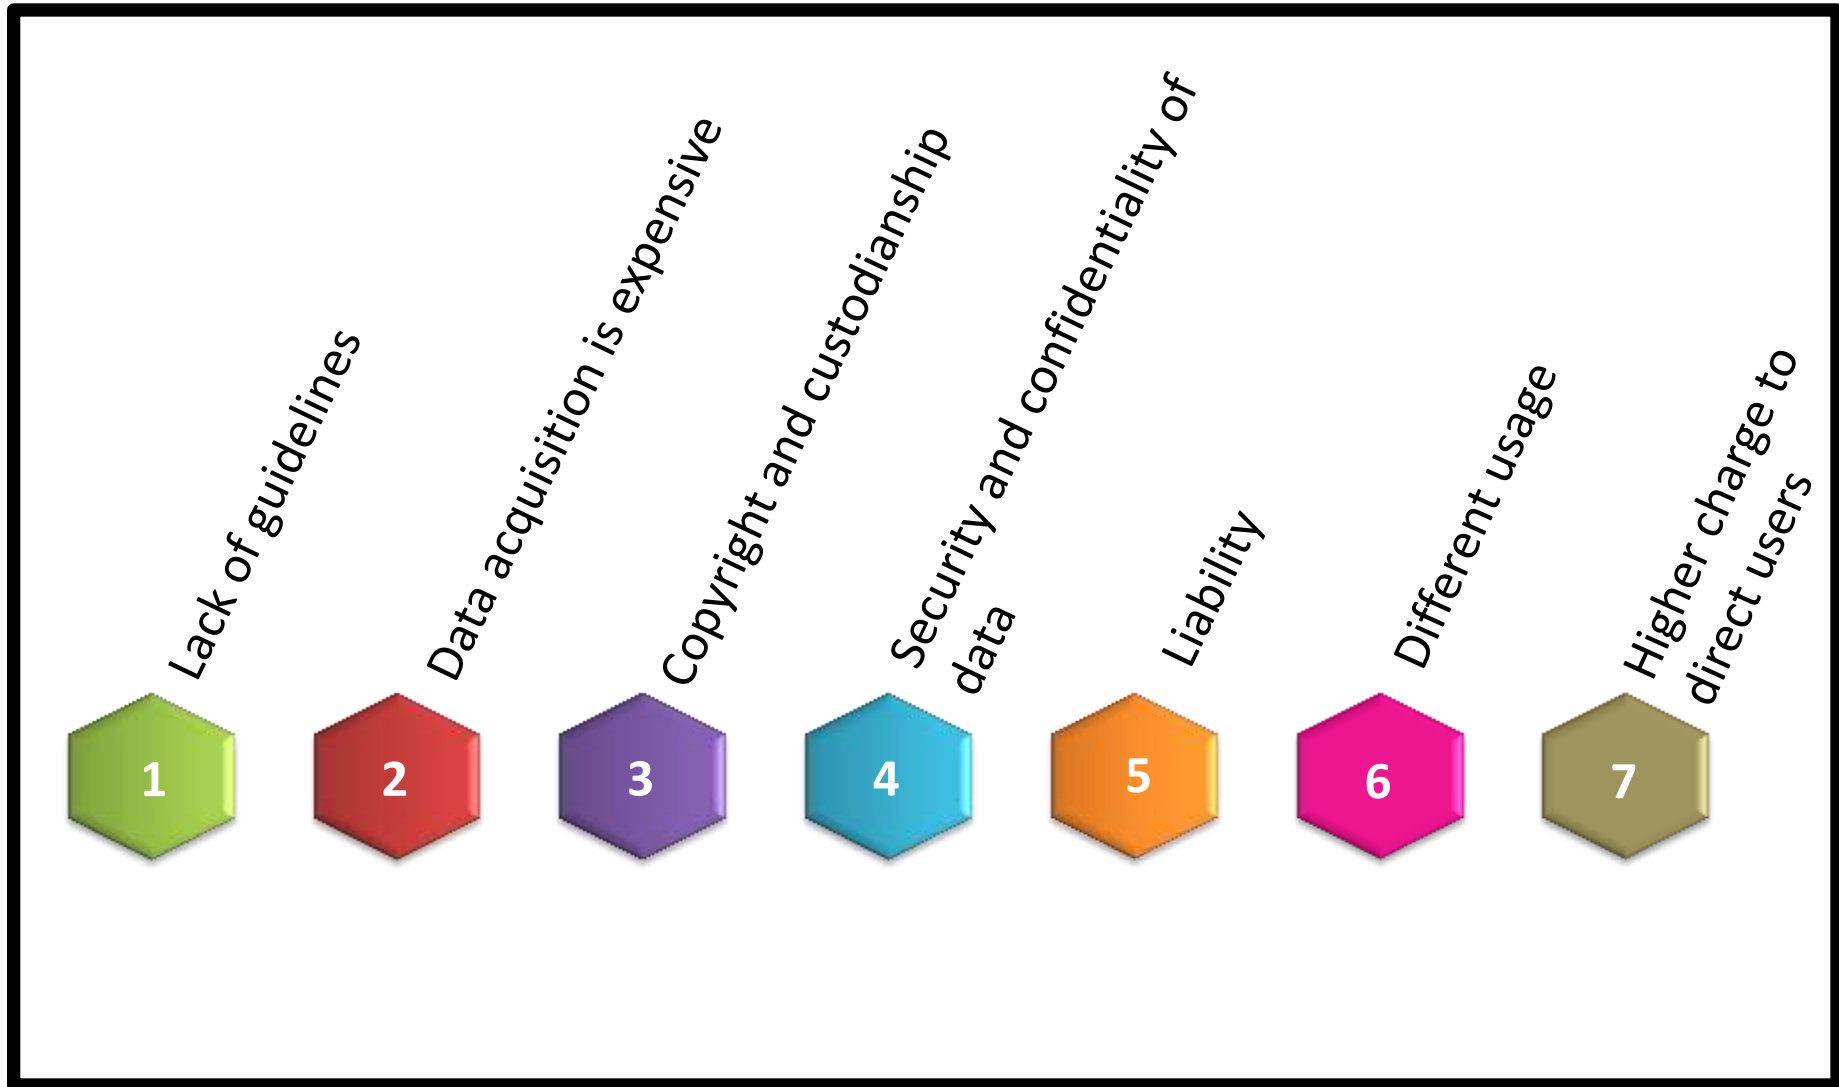 Lack of guidelines
Data acquisition is expensive
Copyright and custodianship
Security and confidentiality of
data
Liability
Different usage
Higher charge to
direct users
1
2
3
4
5
6
7